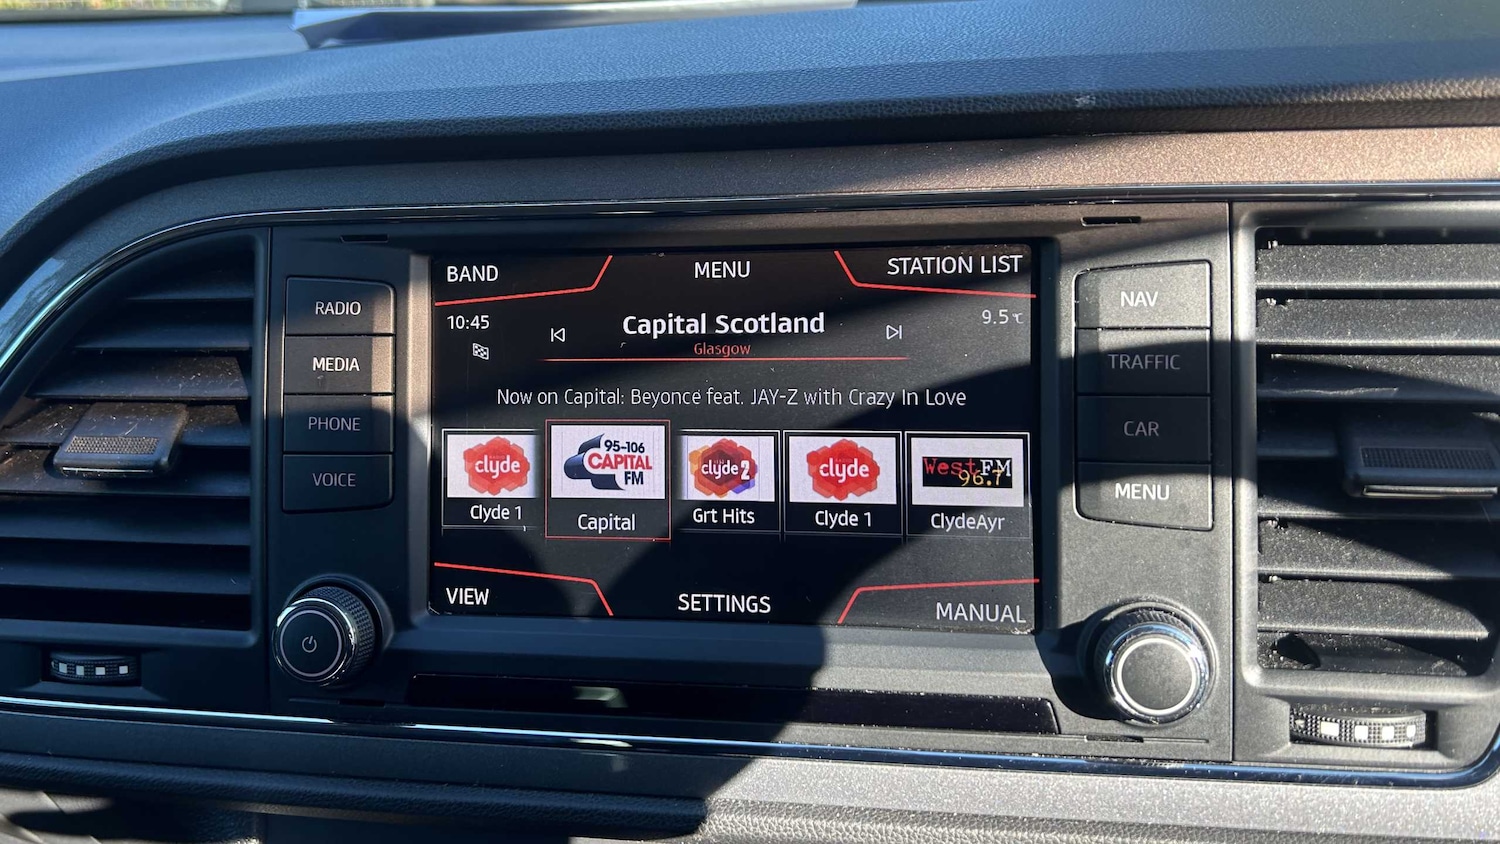 BAND
MENU
STATION LIST
RADIO
MEDIA
PHONE
VOICE
10:45
Capital Scotland
Glasgow
9.5°C
Now on Capital: Beyoncé feat. JAY-Z with Crazy In Love
clyde
Clyde 1
95-106
CAPITAL
FM
Capital
clyde 2
Grt Hits
clyde
Clyde 1
West FM
96.7
ClydeAyr
VIEW
SETTINGS
MANUAL
NAV
TRAFFIC
CAR
MENU